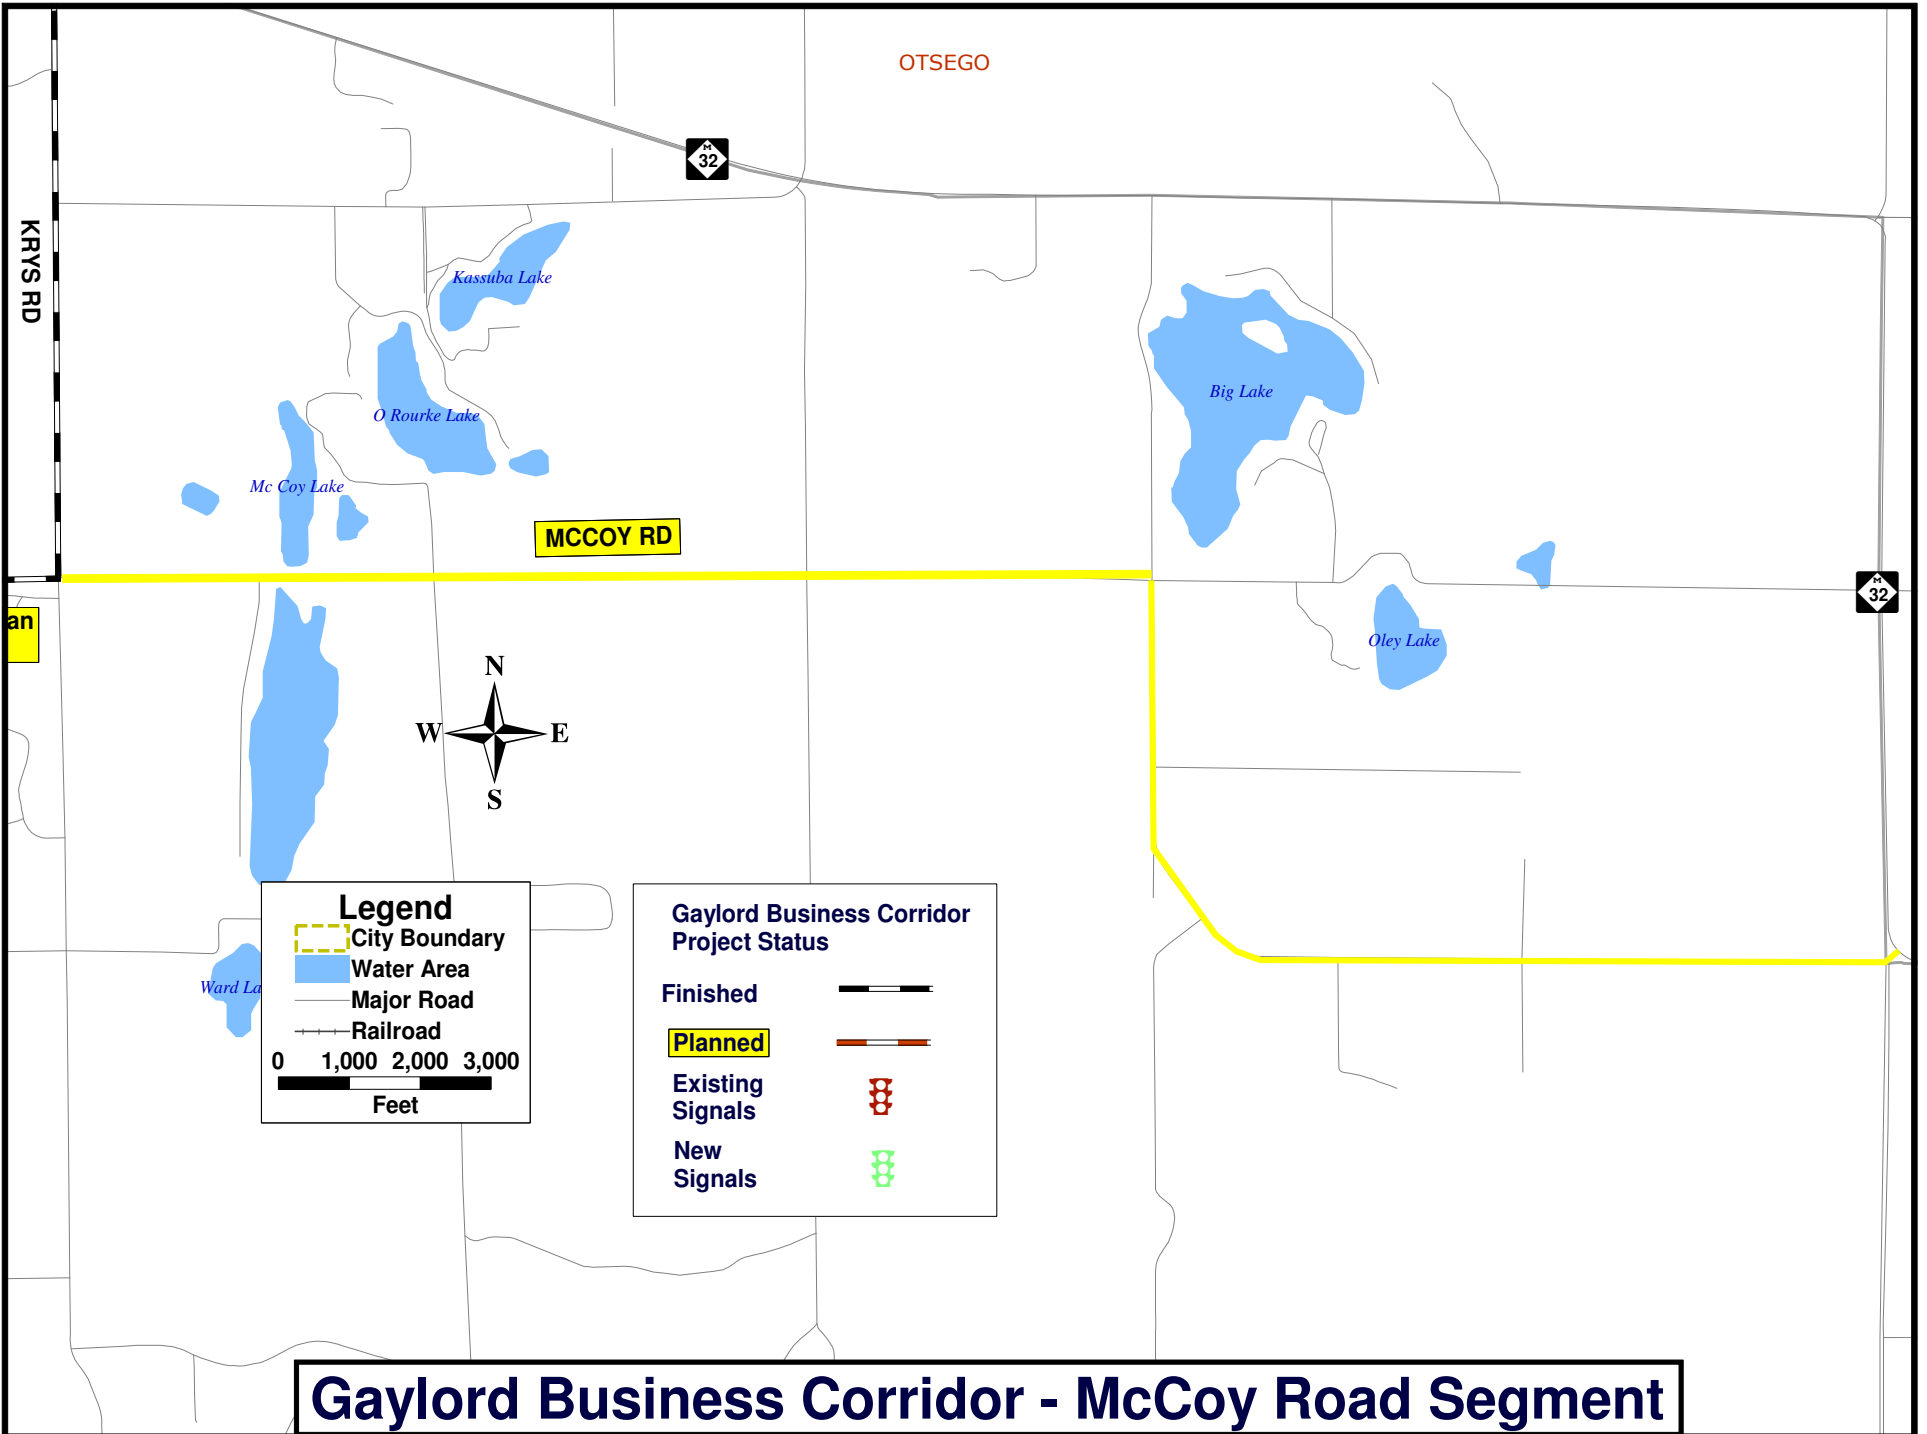 OTSEGO
M
32
KRYS RD
Kassuba Lake
Big Lake
O Rourke Lake
Mc Coy Lake
MCCOY RD
M
32
an
Oley Lake
N
W
E
S
Legend
City Boundary
Water Area
Major Road
Railroad
0 1,000 2,000 3,000
Feet
Ward La
Gaylord Business Corridor
Project Status
Finished
Planned
Existing
Signals
New
Signals
Gaylord Business Corridor - McCoy Road Segment